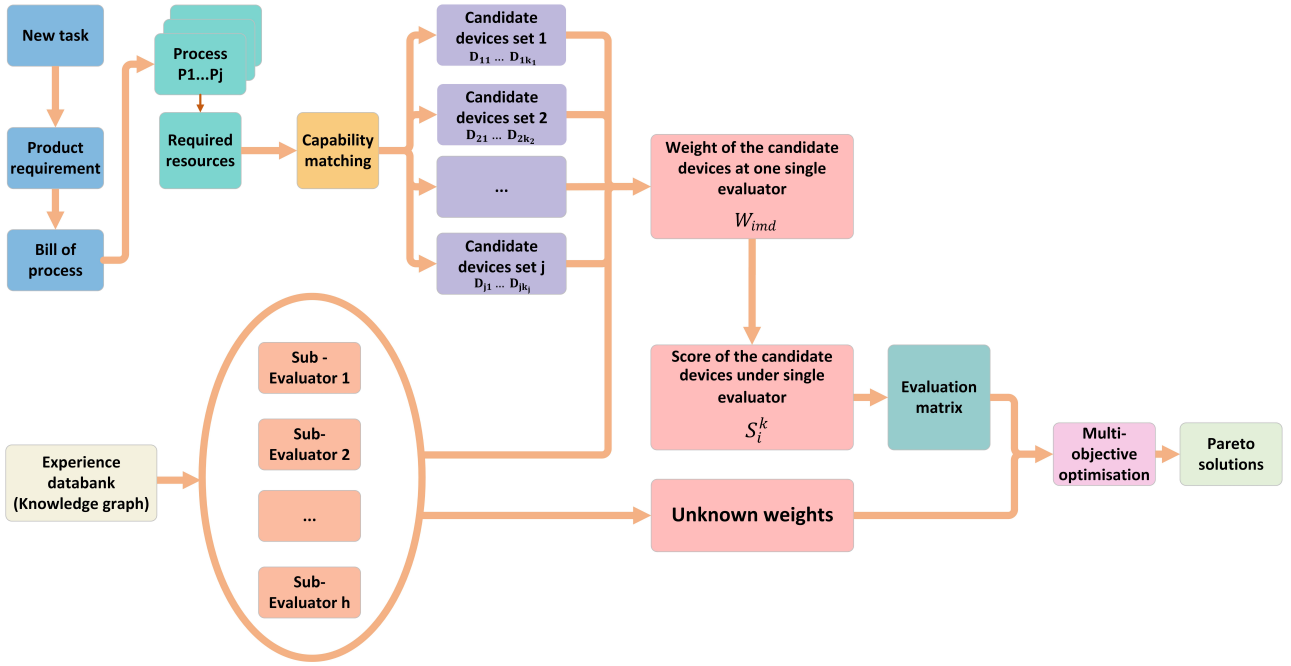 New task
Product
requirement
Bill of
process
Process
P1...Pj
Required
resources
Capability
matching
Candidate
devices set 1
D₁₁ ... D₁ₖ₁
Candidate
devices set 2
D₂₁ ... D₂ₖ₂
...
Candidate
devices set j
Dⱼ₁ ... Dⱼₖⱼ
Weight of the candidate
devices at one single
evaluator
W_imd
Score of the candidate
devices under single
evaluator
S_i^k
Evaluation
matrix
Experience
databank
(Knowledge graph)
Sub -
Evaluator 1
Sub-
Evaluator 2
...
Sub-
Evaluator h
Unknown weights
Multi-
objective
optimisation
Pareto
solutions